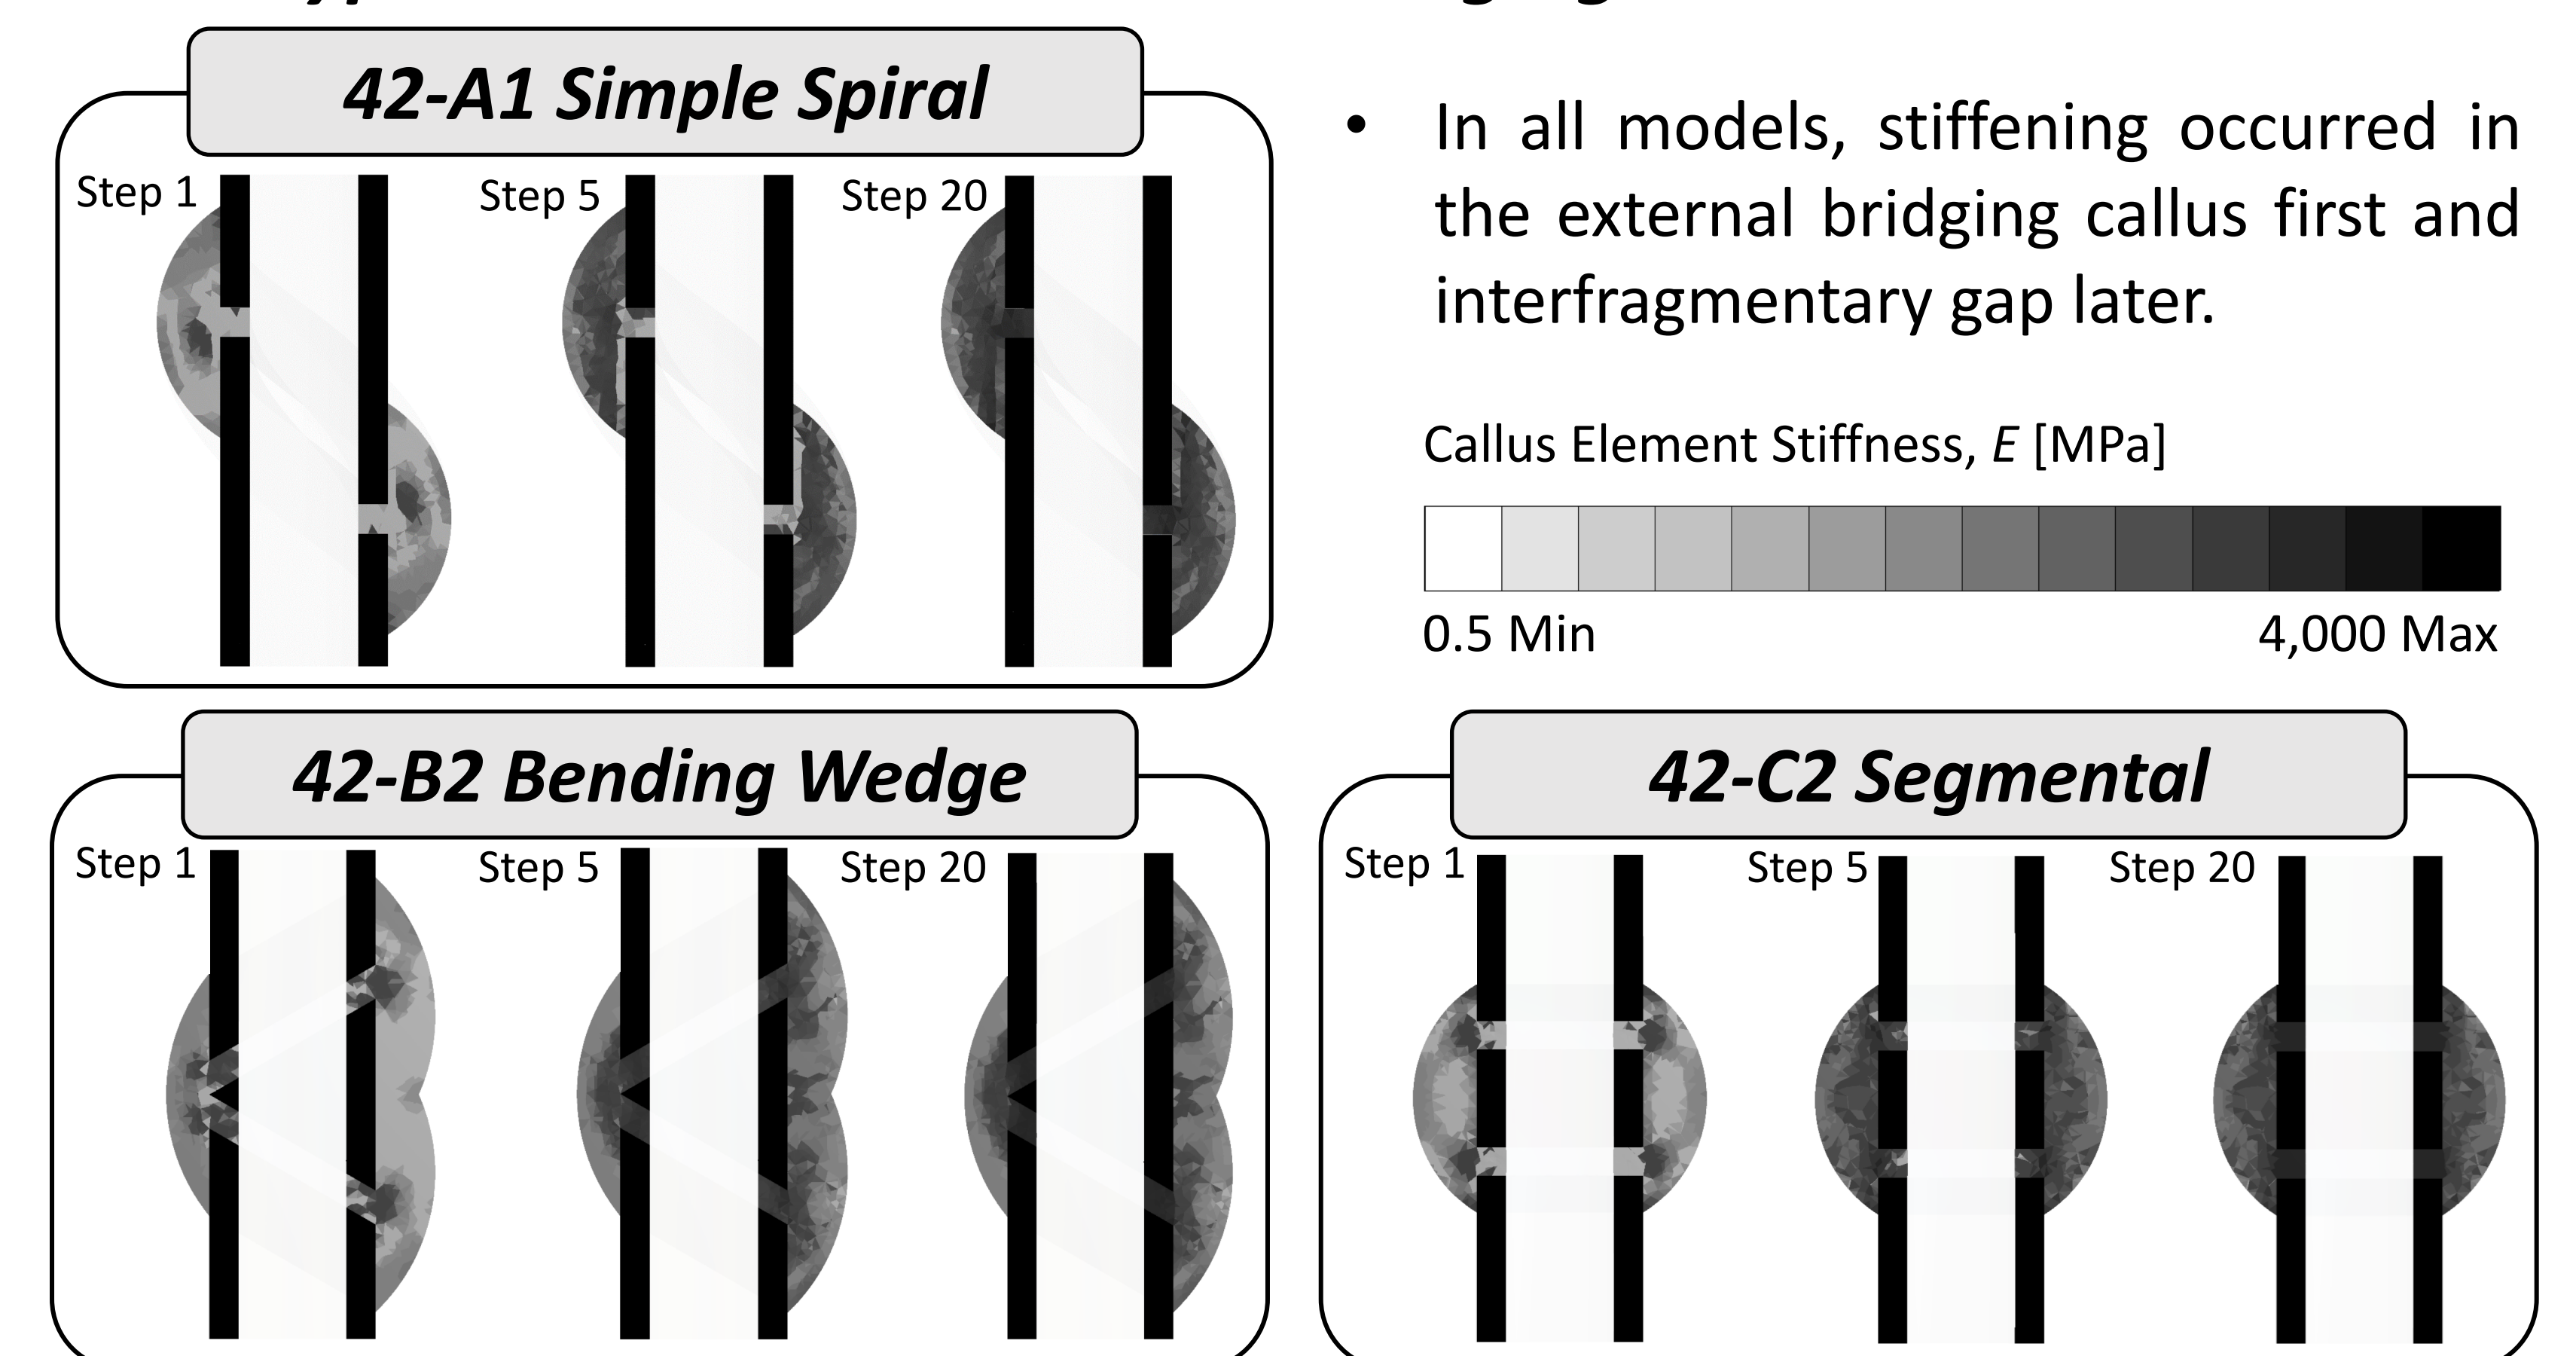 42-A1 Simple Spiral
Step 1
Step 5
Step 20
• In all models, stiffening occurred in
the external bridging callus first and
interfragmentary gap later.
Callus Element Stiffness, E [MPa]
0.5 Min
4,000 Max
42-B2 Bending Wedge
Step 1
Step 5
Step 20
42-C2 Segmental
Step 1
Step 5
Step 20